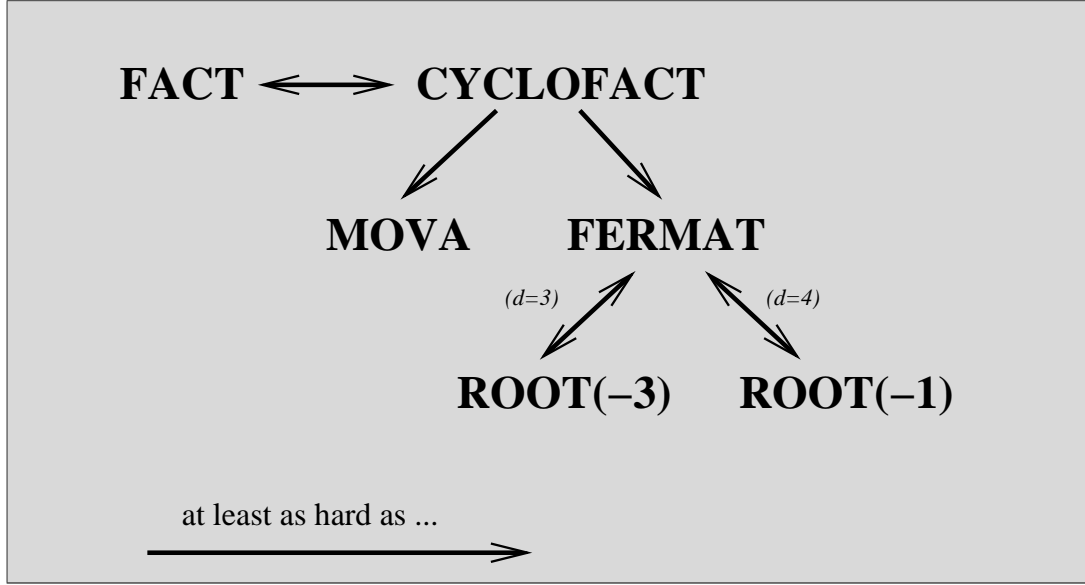 FACT CYCLOFACT
MOVA FERMAT
(d=3) (d=4)
ROOT(−3) ROOT(−1)
at least as hard as ...